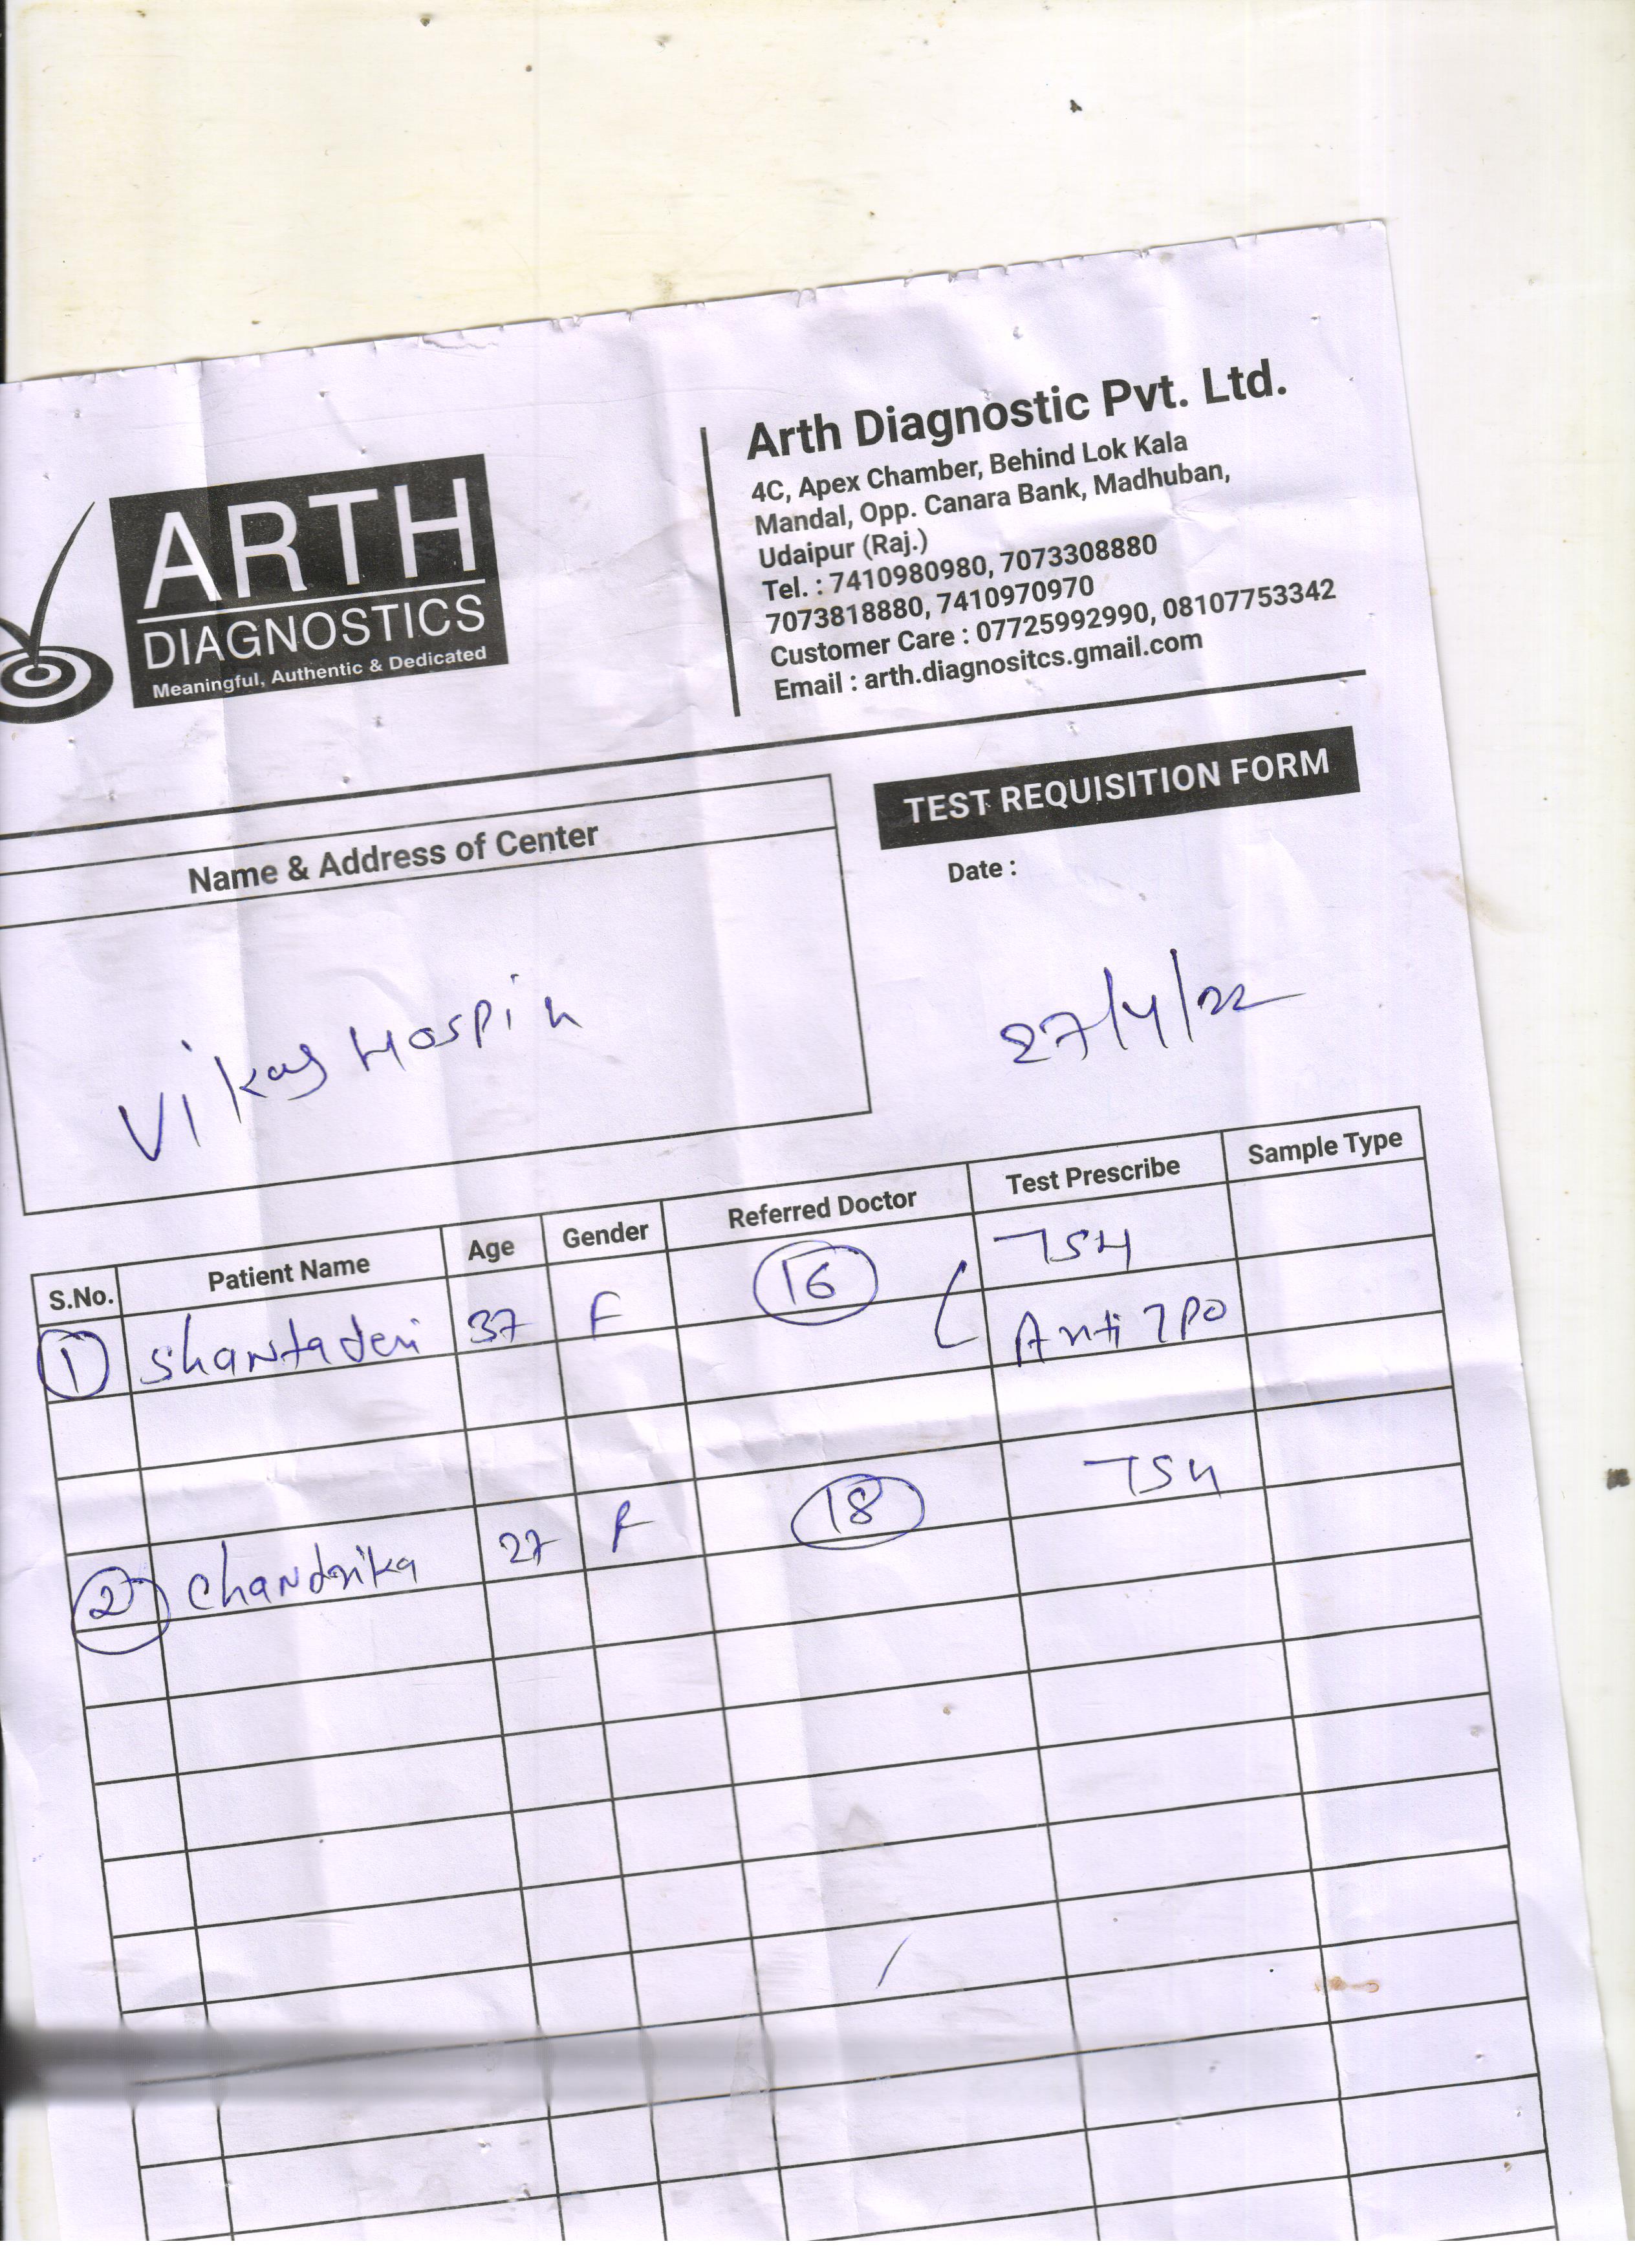 ARTH
DIAGNOSTICS
Meaningful, Authentic & Dedicated
Arth Diagnostic Pvt. Ltd.
4C, Apex Chamber, Behind Lok Kala
Mandal, Opp. Canara Bank, Madhuban,
Udaipur (Raj.)
Tel. : 7410980980, 7073308880
7073818880, 7410970970
Customer Care : 07725992990, 08107753342
Email : arth.diagnositcs.gmail.com
TEST REQUISITION FORM
Name & Address of Center
Date :
Vikas Hospin
27/4/22
S.No. Patient Name Age Gender Referred Doctor Test Prescribe Sample Type
1 Shantadevi 37 F 16 TSH
Anti TPO
2 Chandrika 27 F 18 TSH